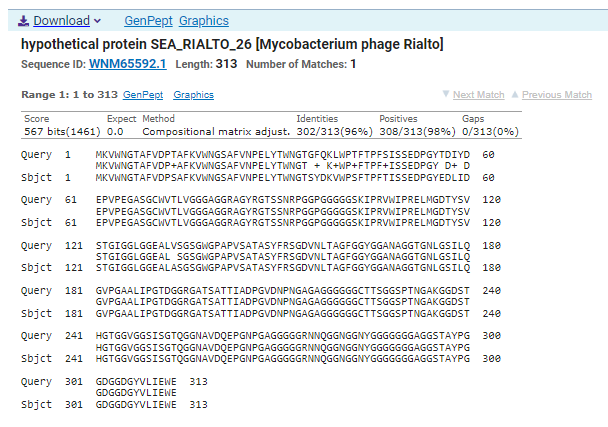 Download GenPept Graphics
hypothetical protein SEA_RIALTO_26 [Mycobacterium phage Rialto]
Sequence ID: WNM65592.1 Length: 313 Number of Matches: 1
Range 1: 1 to 313 GenPept Graphics Next Match Previous Match
Score Expect Method Identities Positives Gaps
567 bits(1461) 0.0 Compositional matrix adjust. 302/313(96%) 308/313(98%) 0/313(0%)
Query 1 MKVWNGTAFVDPTAFKVWNGSAFVNPELYTWNGTGFQKLWPTFTPFSISSEDPGYTDIYD 60
MKVWNGTAFVDP+AFKVWNGSAFVNPELYTWNGT + K+WP+FTPF+ISSEDPGY D+ D
Sbjct 1 MKVWNGTAFVDPSAFKVWNGSAFVNPELYTWNGTSYDKVWPSFTPFTISSEDPGYEDLID 60
Query 61 EPVPEGASGCWVTLVGGGAGGRAGYRGTSSNRPGGPGGGGGSKIPRVWIPRELMGDTYSV 120
EPVPEGASGCWVTLVGGGAGGRAGYRGTSSNRPGGPGGGGGSKIPRVWIPRELMGDTYSV
Sbjct 61 EPVPEGASGCWVTLVGGGAGGRAGYRGTSSNRPGGPGGGGGSKIPRVWIPRELMGDTYSV 120
Query 121 STGIGGLGGEALVSGSGWGPAPVSATASYFRSGDVNLTAGFGGYGGANAGGTGNLGSILQ 180
STGIGGLGGEAL SGSGWGPAPVSATASYFRSGDVNLTAGFGGYGGANAGGTGNLGSILQ
Sbjct 121 STGIGGLGGEALASGSGWGPAPVSATASYFRSGDVNLTAGFGGYGGANAGGTGNLGSILQ 180
Query 181 GVPGAALIPGTDGGRGATSATTIADPGVDNPNGAGAGGGGGGCTTSGGSPTNGAKGGDST 240
GVPGAALIPGTDGGRGATSATTIADPGVDNPNGAGAGGGGGGCTTSGGSPTNGAKGGDST
Sbjct 181 GVPGAALIPGTDGGRGATSATTIADPGVDNPNGAGAGGGGGGCTTSGGSPTNGAKGGDST 240
Query 241 HGTGGVGGSISGTQGGNAVDQEPGNPGAGGGGGRNNQGGNGGNYGGGGGGGAGGSTAYPG 300
HGTGGVGGSISGTQGGNAVDQEPGNPGAGGGGGRNNQGGNGGNYGGGGGGGAGGSTAYPG
Sbjct 241 HGTGGVGGSISGTQGGNAVDQEPGNPGAGGGGGRNNQGGNGGNYGGGGGGGAGGSTAYPG 300
Query 301 GDGGDGYVLIEWE 313
GDGGDGYVLIEWE
Sbjct 301 GDGGDGYVLIEWE 313